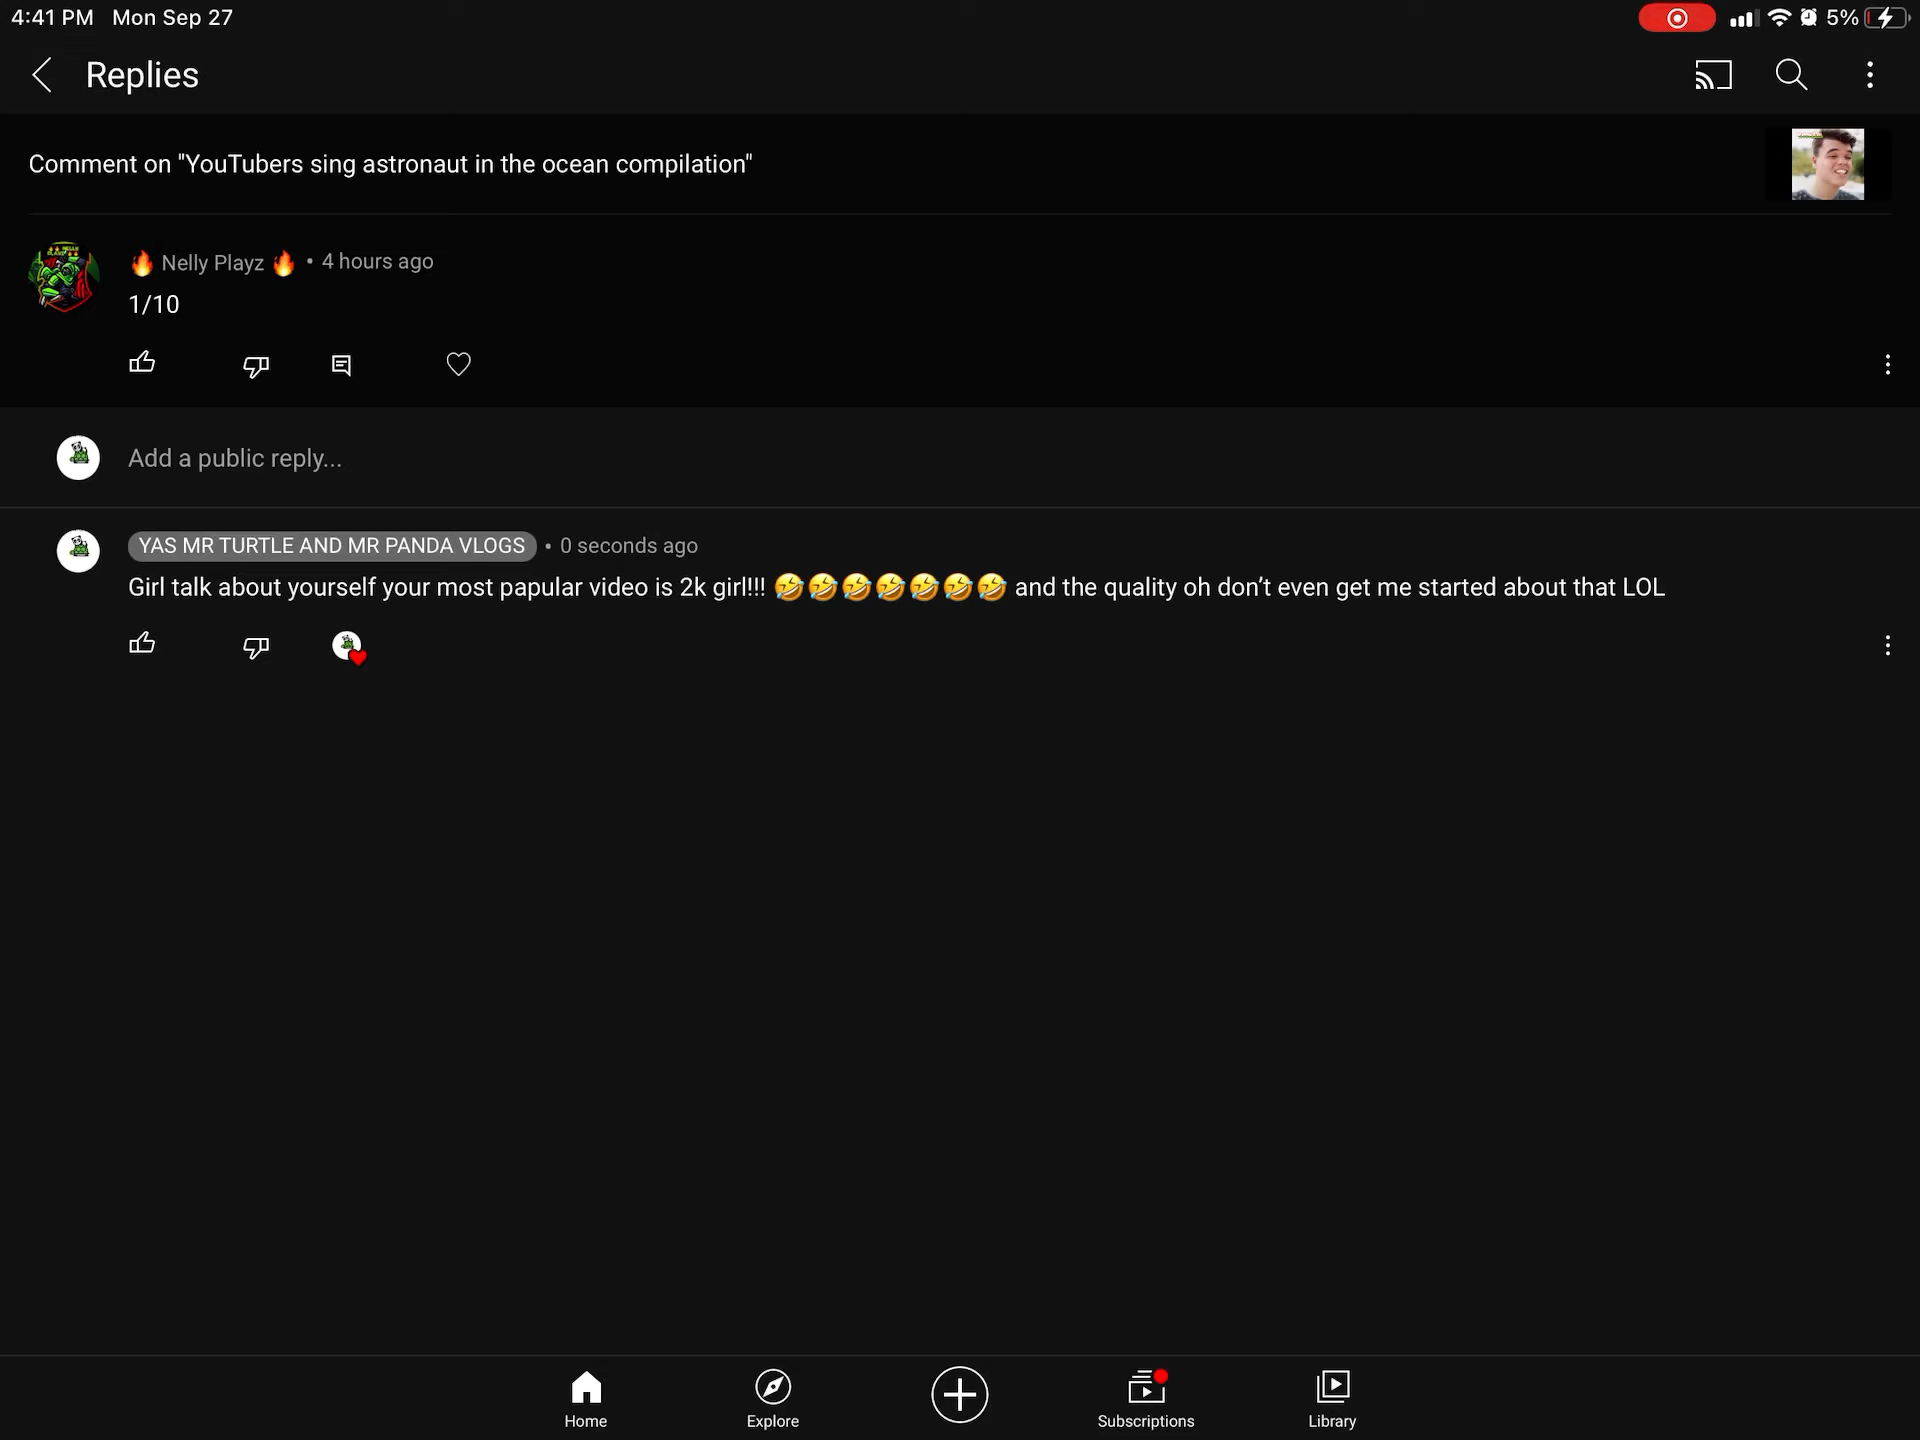 4:41 PM Mon Sep 27 5%
Replies
Comment on "YouTubers sing astronaut in the ocean compilation"
🔥 Nelly Playz 🔥 • 4 hours ago
1/10
Add a public reply...
YAS MR TURTLE AND MR PANDA VLOGS • 0 seconds ago
Girl talk about yourself your most papular video is 2k girl!!! 🤣🤣🤣🤣🤣🤣🤣 and the quality oh don’t even get me started about that LOL
Home Explore Subscriptions Library